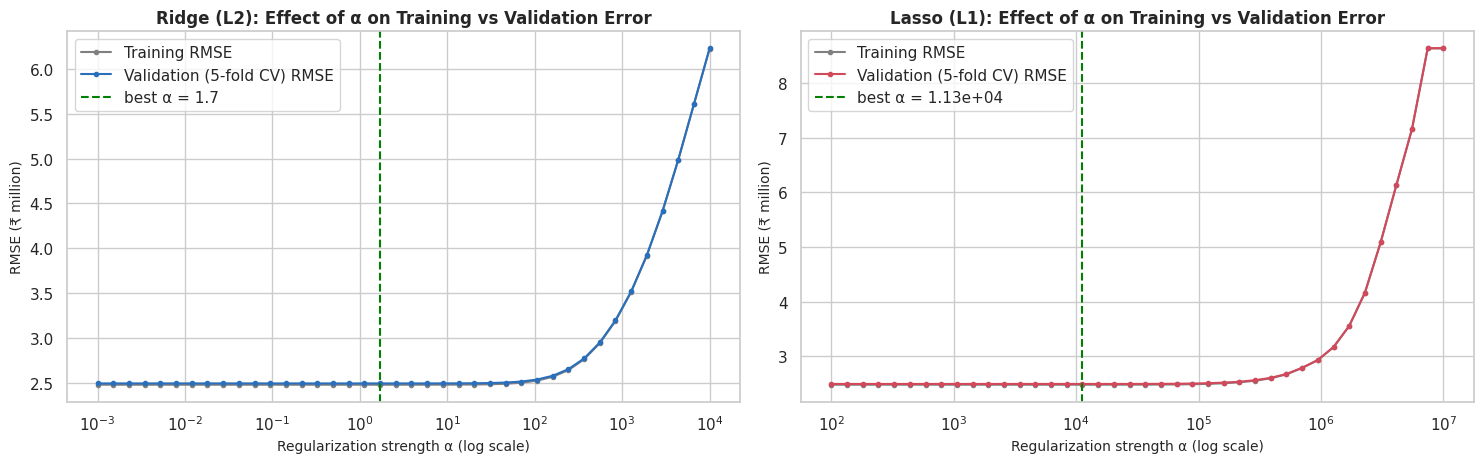 Ridge (L2): Effect of α on Training vs Validation Error
Training RMSE
Validation (5-fold CV) RMSE
best α = 1.7
RMSE (₹ million)
6.0
5.5
5.0
4.5
4.0
3.5
3.0
2.5
10⁻³ 10⁻² 10⁻¹ 10⁰ 10¹ 10² 10³ 10⁴
Regularization strength α (log scale)
Lasso (L1): Effect of α on Training vs Validation Error
Training RMSE
Validation (5-fold CV) RMSE
best α = 1.13e+04
RMSE (₹ million)
8
7
6
5
4
3
10² 10³ 10⁴ 10⁵ 10⁶ 10⁷
Regularization strength α (log scale)